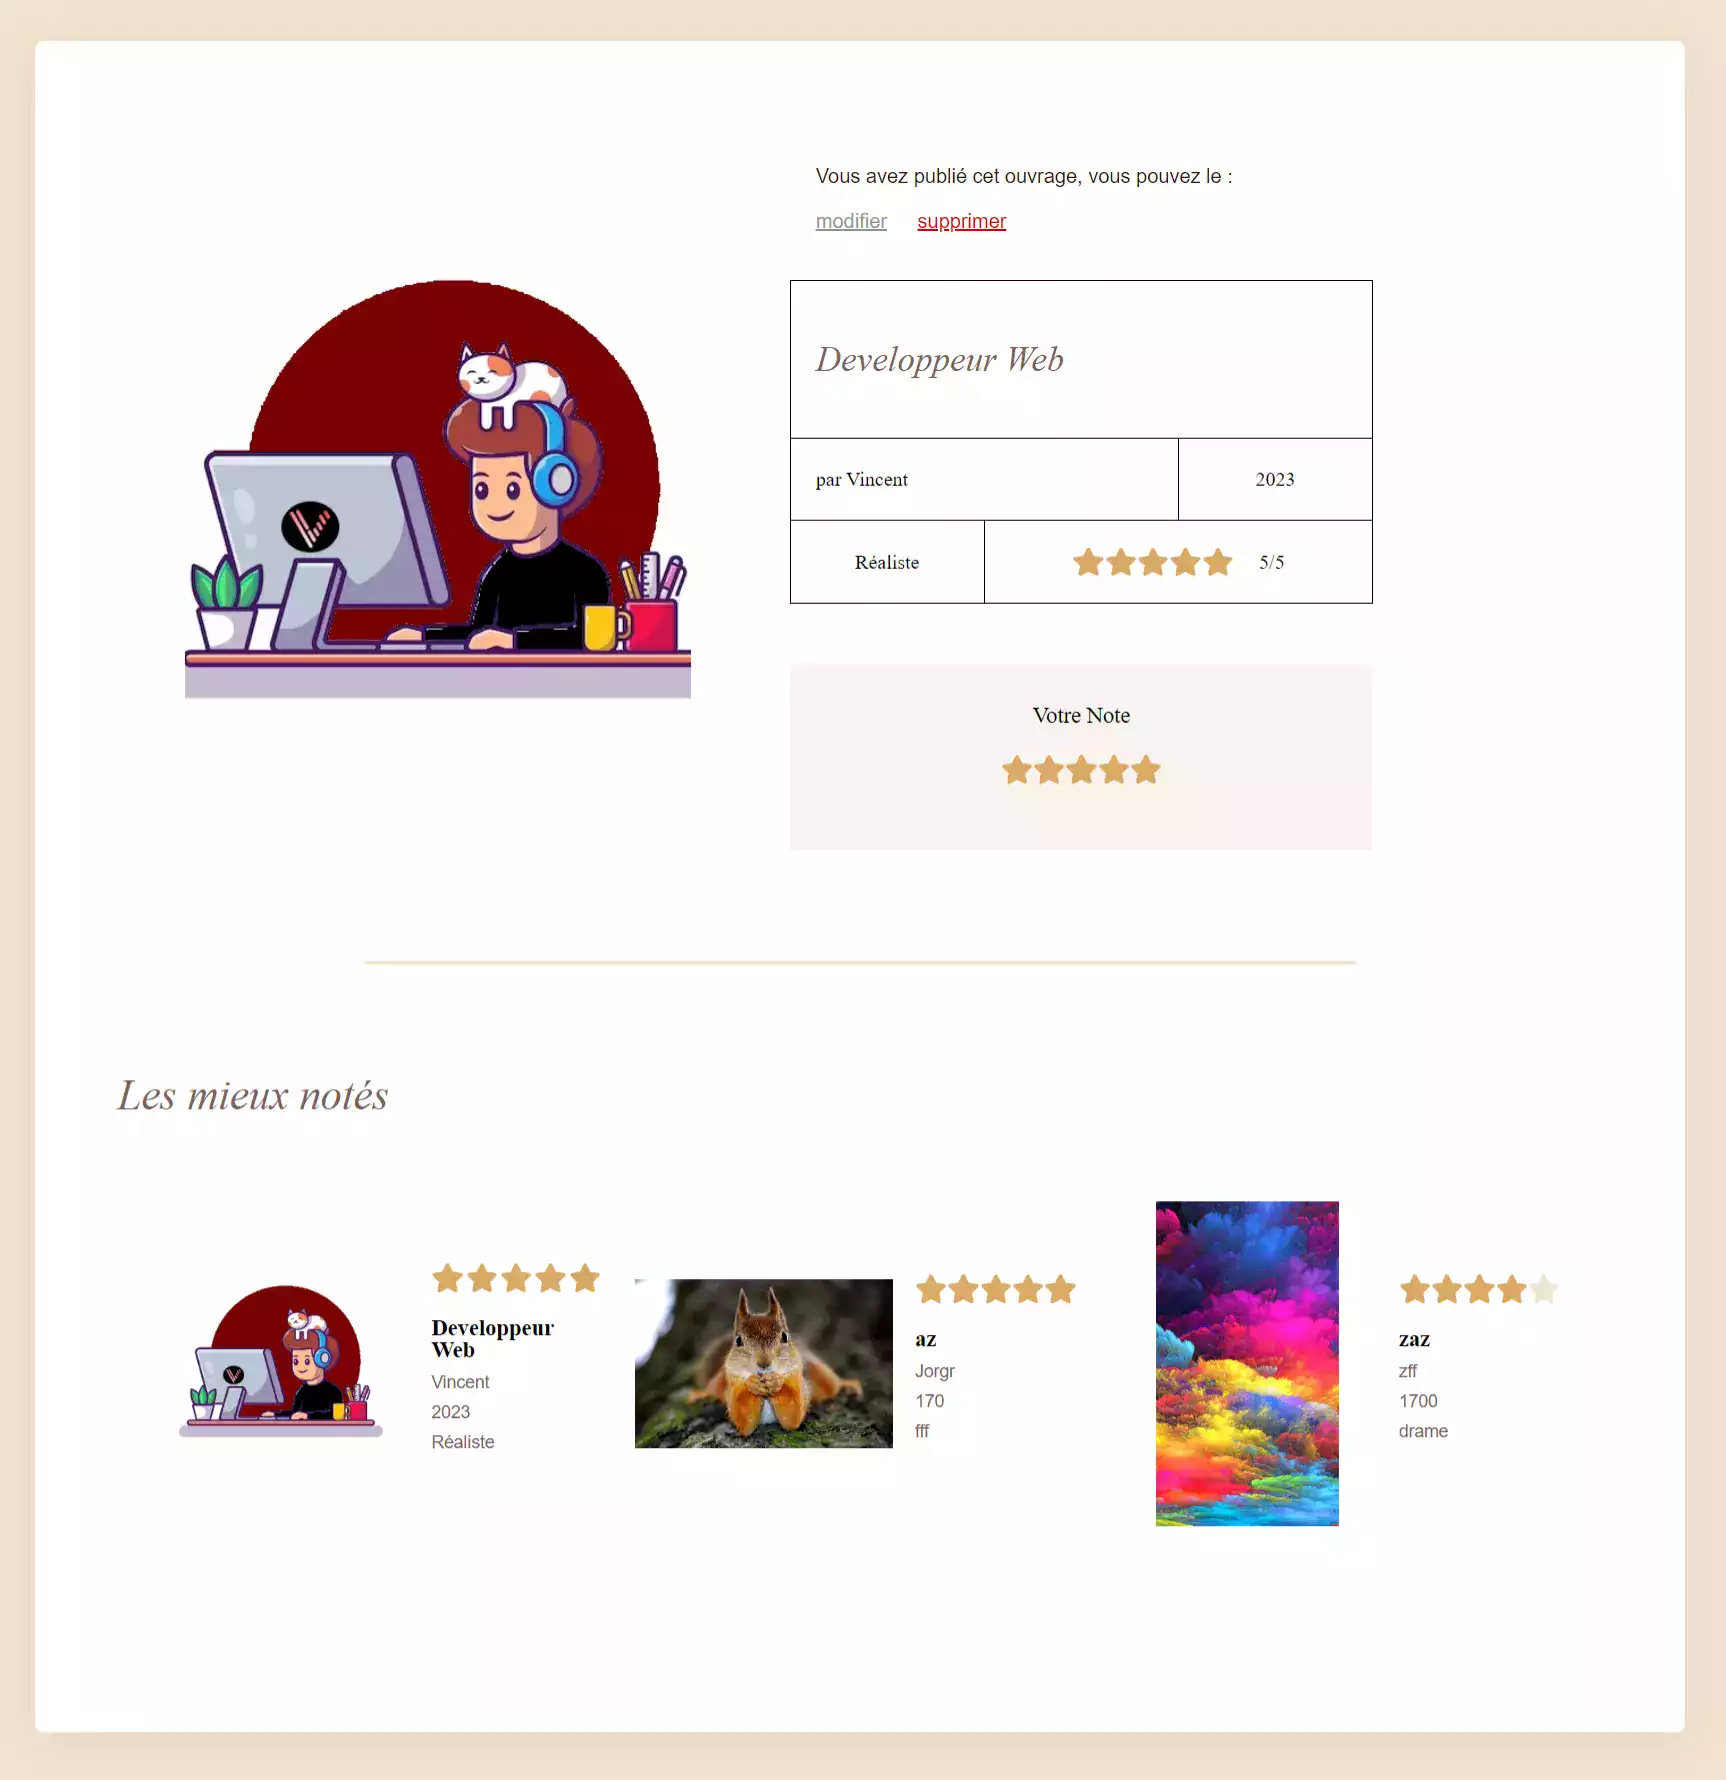 Vous avez publié cet ouvrage, vous pouvez le :
modifier supprimer
Developpeur Web
par Vincent
2023
Réaliste
5/5
Votre Note
Les mieux notés
Developpeur
Web
Vincent
2023
Réaliste
az
Jorgr
170
fff
zaz
zff
1700
drame